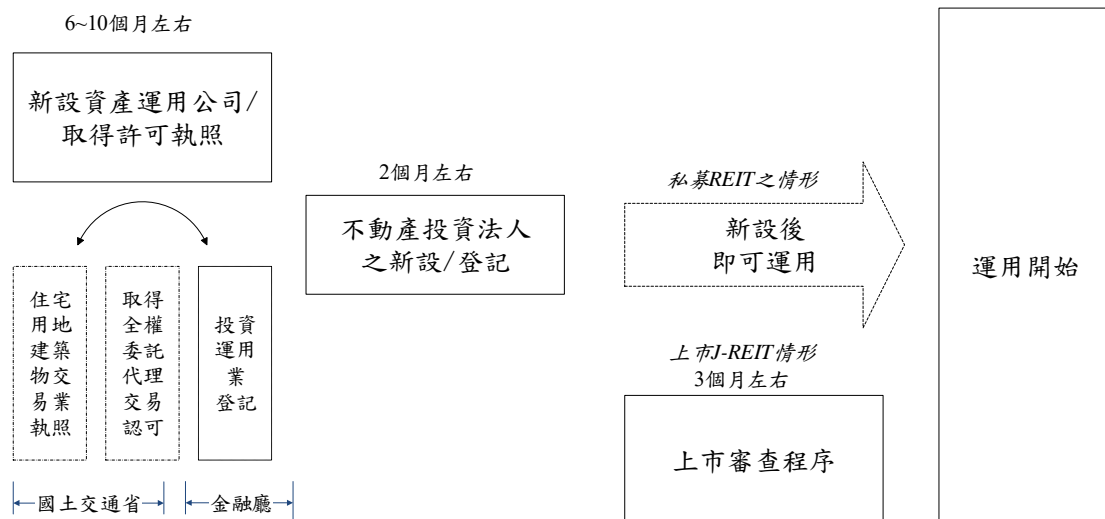 6~10個月左右
新設資產運用公司/
取得許可執照
住宅
用地
建築
物交
易業
執照
取得
全權
委託
代理
交易
認可
投資
運用
業
登記
國土交通省
金融廳
2個月左右
不動產投資法人
之新設/登記
私募REIT之情形
新設後
即可運用
上市J-REIT情形
3個月左右
上市審查程序
運用開始